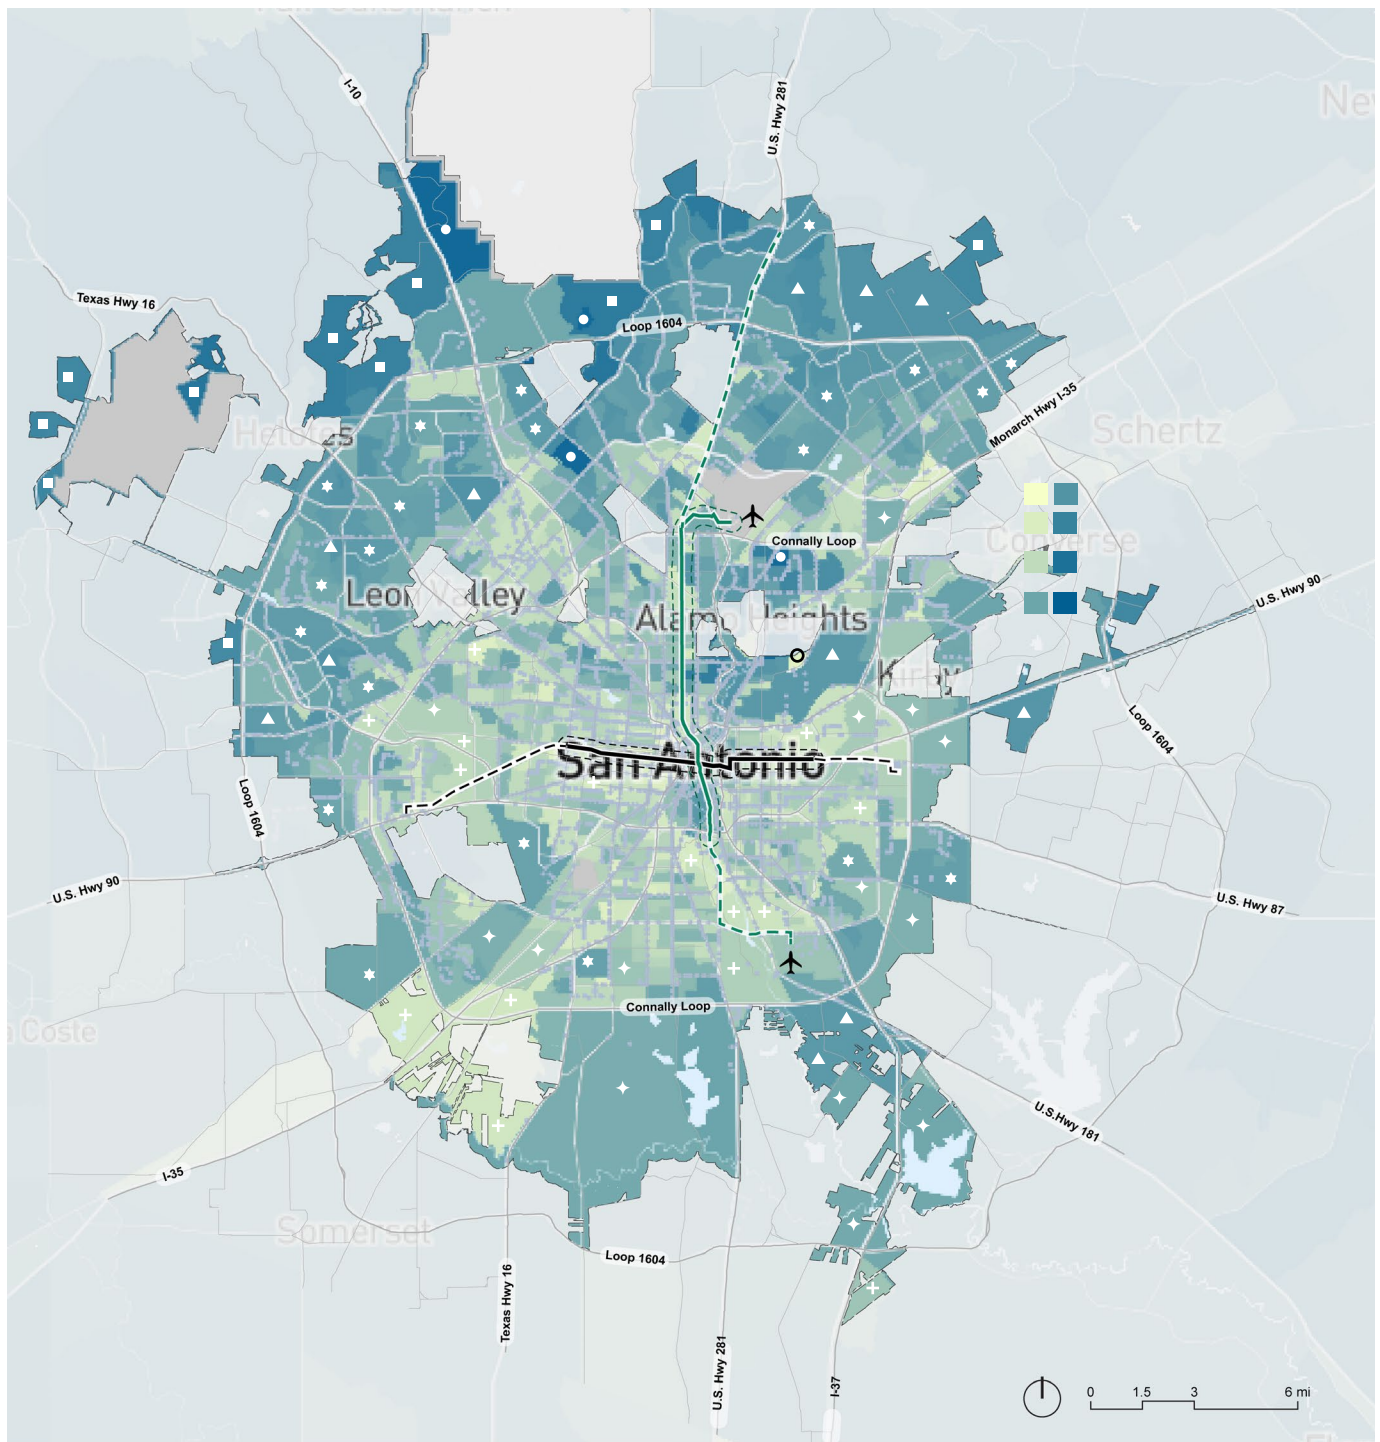 I-10
U.S. Hwy 281
Texas Hwy 16
Loop 1604
Monarch Hwy I-35
Schertz
Connally Loop
Converse
Leon Valley
Alamo Heights
U.S. Hwy 90
Kirby
Loop 1604
San Antonio
Loop 1604
U.S. Hwy 90
U.S. Hwy 87
Connally Loop
Coste
U.S.Hwy 181
I-35
Somerset
Loop 1604
Texas Hwy 16
U.S. Hwy 281
I-37
0 1.5 3 6 mi